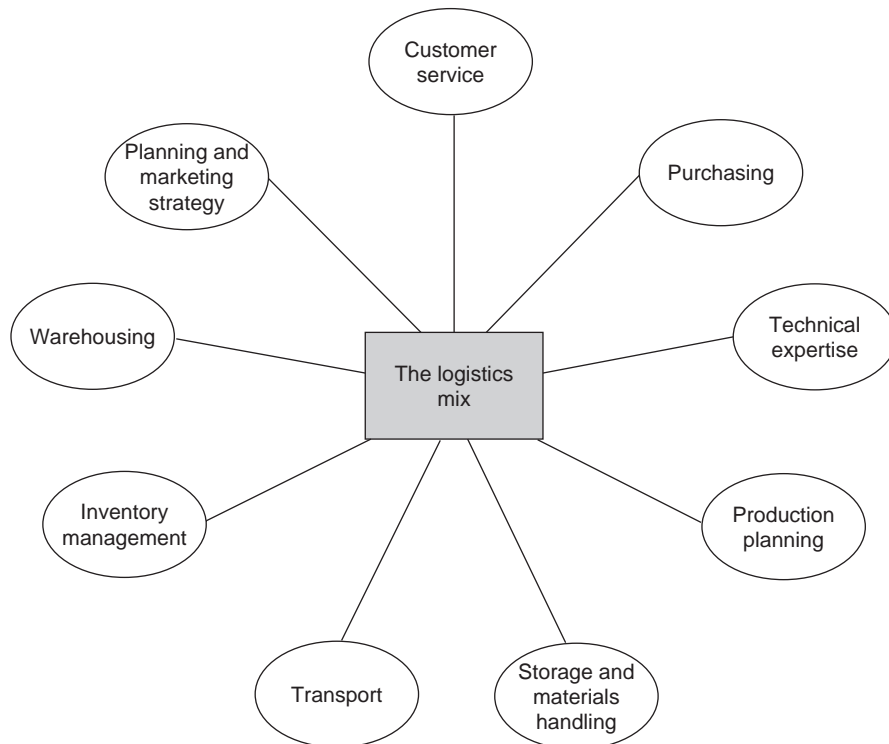 Customer
service
Planning and
marketing
strategy
Purchasing
Warehousing
Technical
expertise
The logistics
mix
Inventory
management
Production
planning
Transport
Storage and
materials
handling